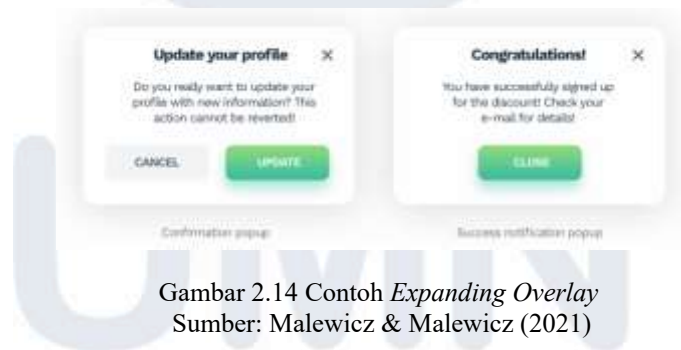 Update your profile
Do you really want to update your
profile with new information? This
action cannot be reverted!
CANCEL
UPDATE
Confirmation popup
Congratulations!
You have successfully signed up
for the discount! Check your
e-mail for details!
CLOSE
Success notification popup
UMN
Gambar 2.14 Contoh Expanding Overlay
Sumber: Malewicz & Malewicz (2021)